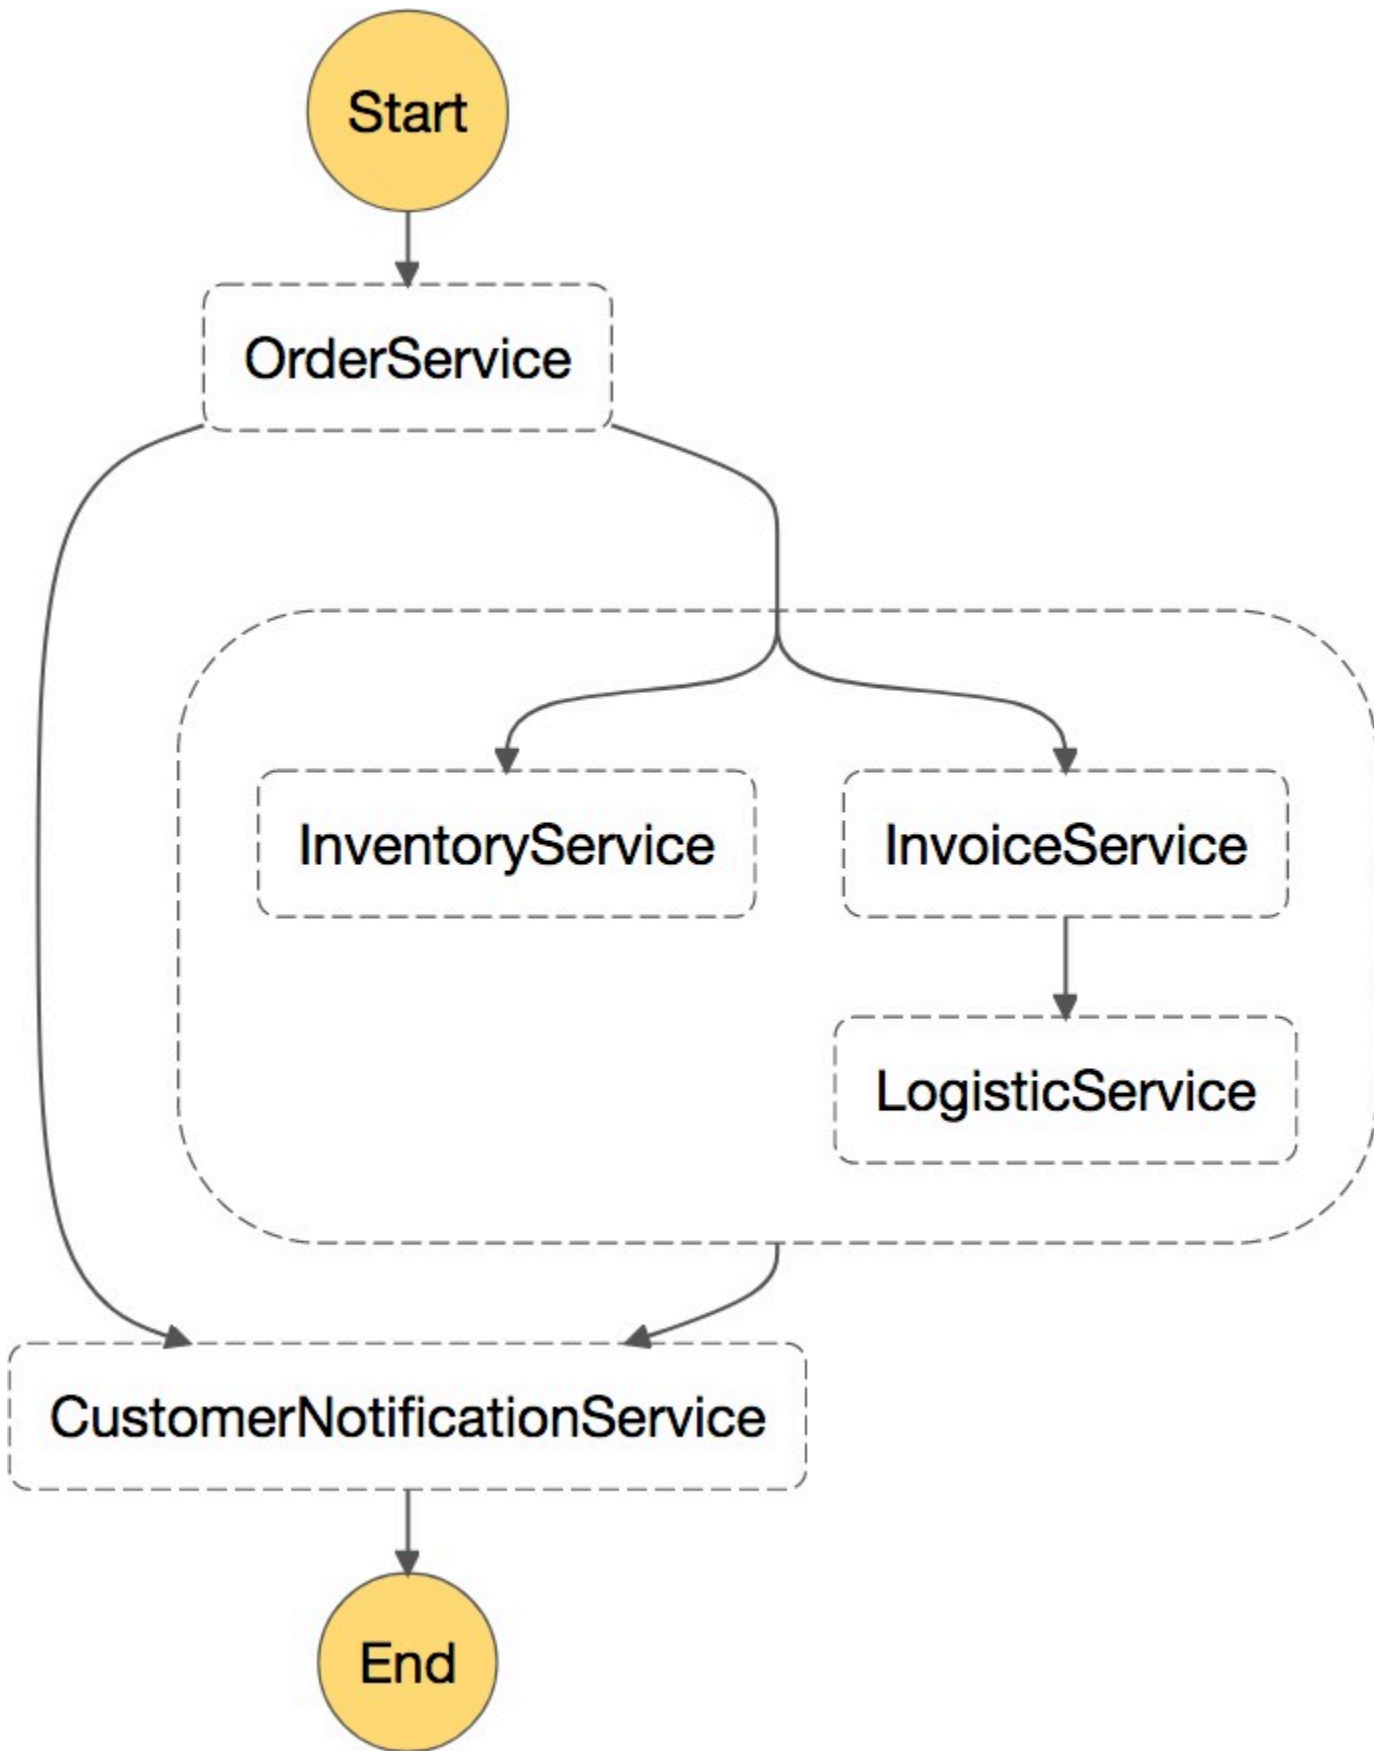 Start
OrderService
InventoryService
InvoiceService
LogisticService
CustomerNotificationService
End